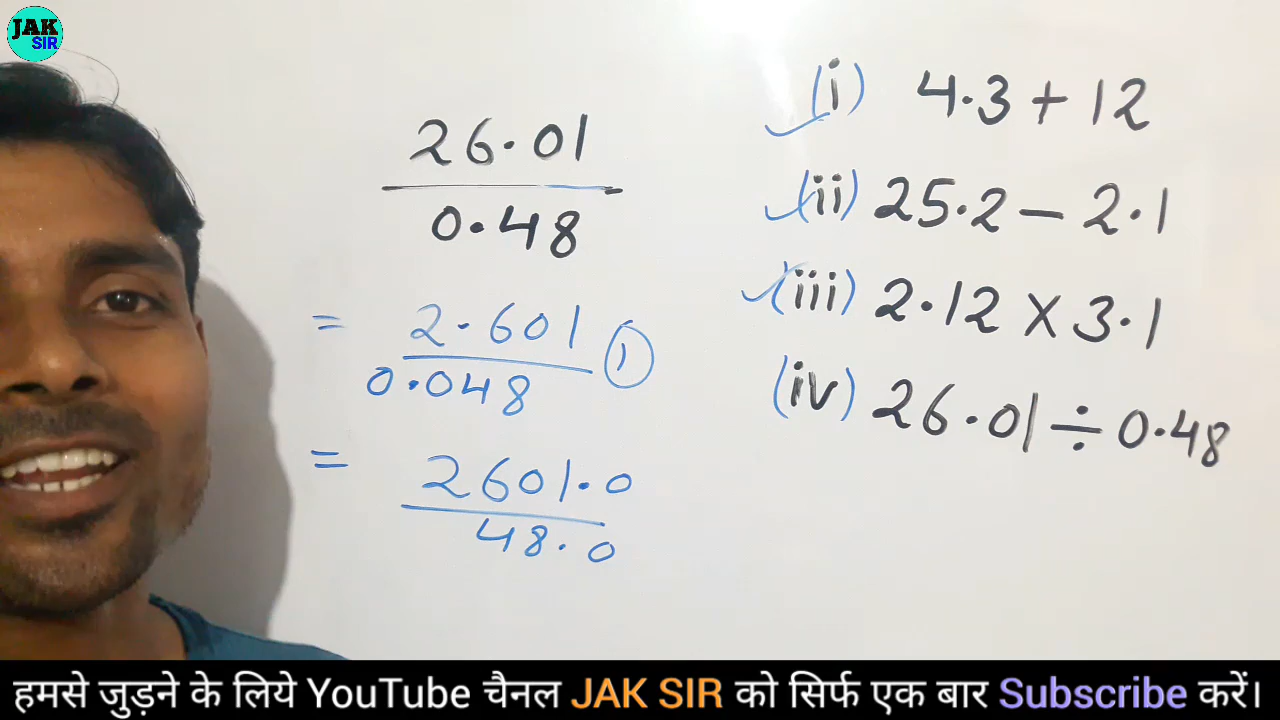 JAK
SIR
26.01
0.48
= 2.601
0.048
1
= 2601.0
48.0
(i) 4.3 + 12
(ii) 25.2 - 2.1
(iii) 2.12 × 3.1
(iv) 26.01 ÷ 0.48
हमसे जुड़ने के लिये YouTube चैनल JAK SIR को सिर्फ एक बार Subscribe करें।